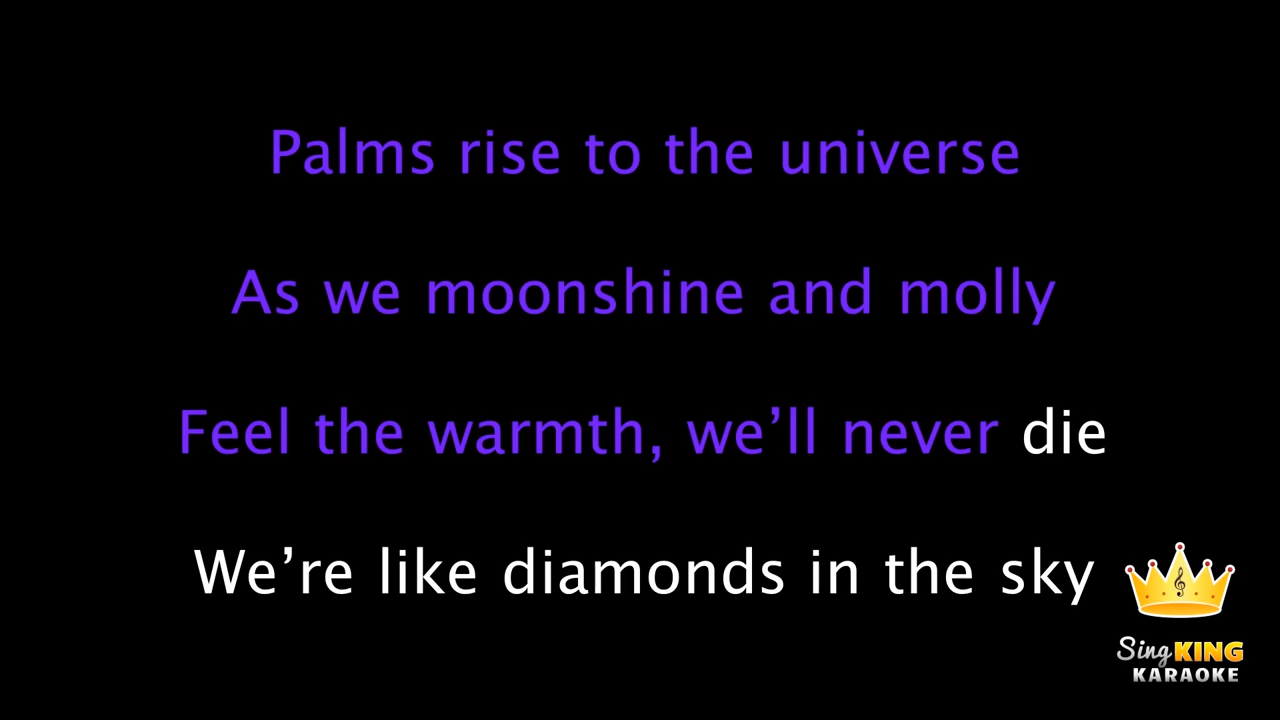 Palms rise to the universe
As we moonshine and molly
Feel the warmth, we’ll never die
We’re like diamonds in the sky
Sing KING
KARAOKE